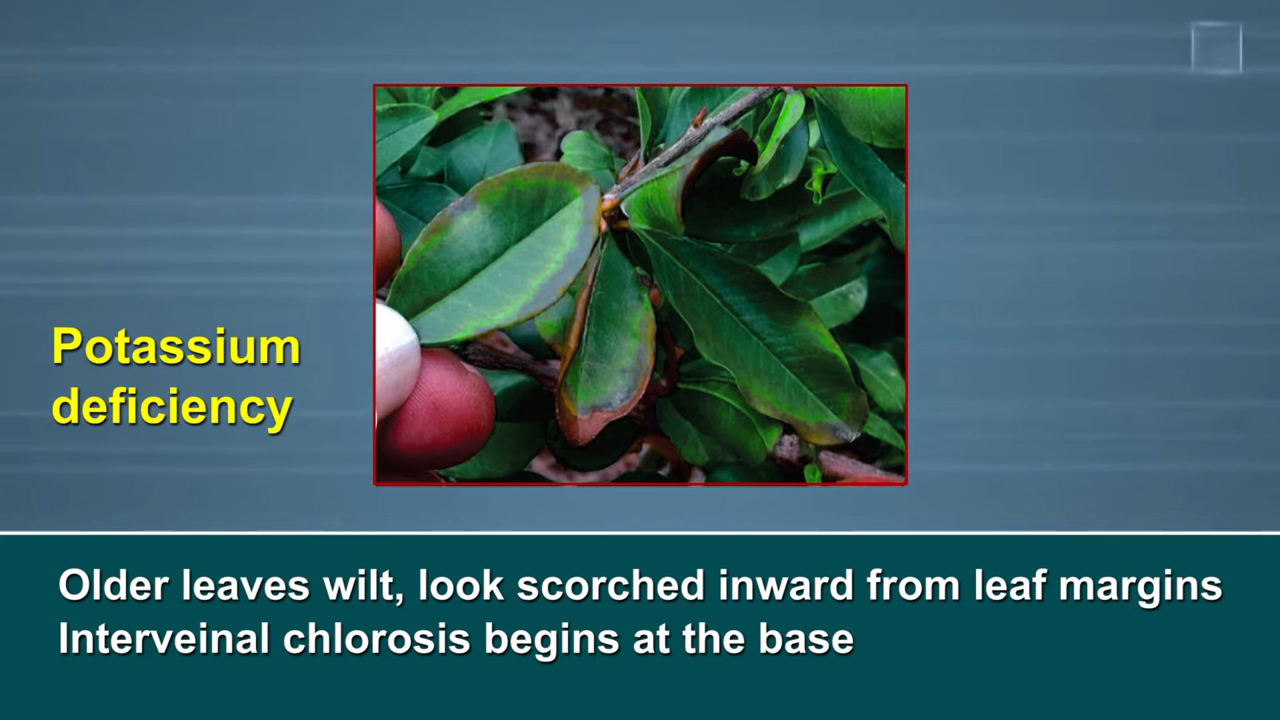 Potassium
deficiency
Older leaves wilt, look scorched inward from leaf margins
Interveinal chlorosis begins at the base